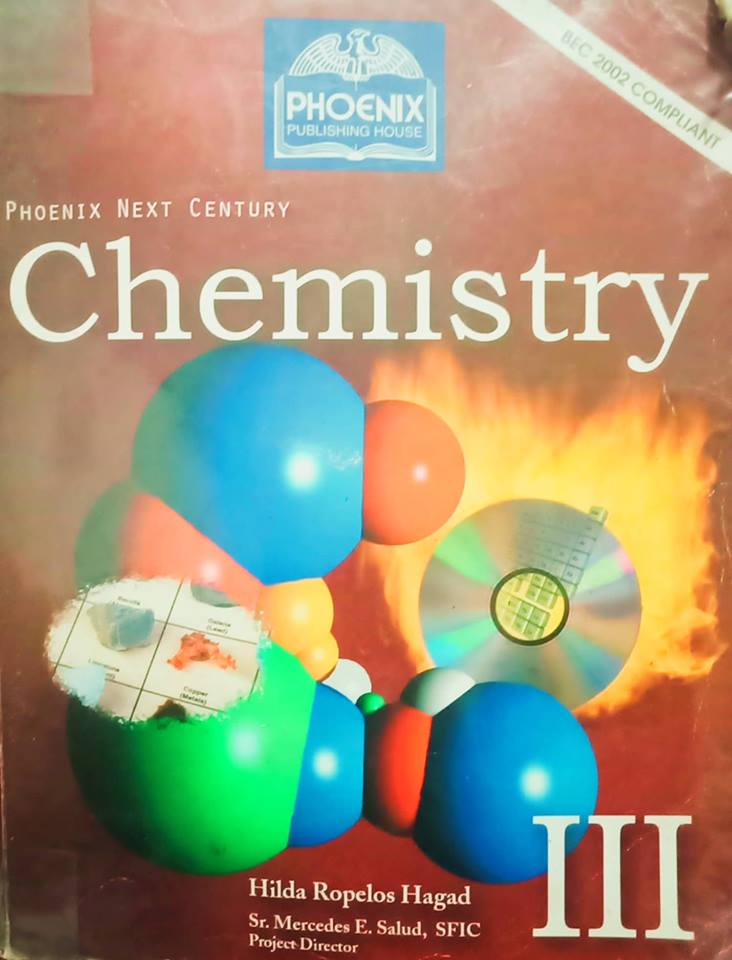 PHOENIX
PUBLISHING HOUSE
BEC 2002 COMPLIANT
PHOENIX NEXT CENTURY
Chemistry
Galena
(Lead)
Limestone
Copper
(Metals)
III
Hilda Ropelos Hagad
Sr. Mercedes E. Salud, SFIC
Project Director